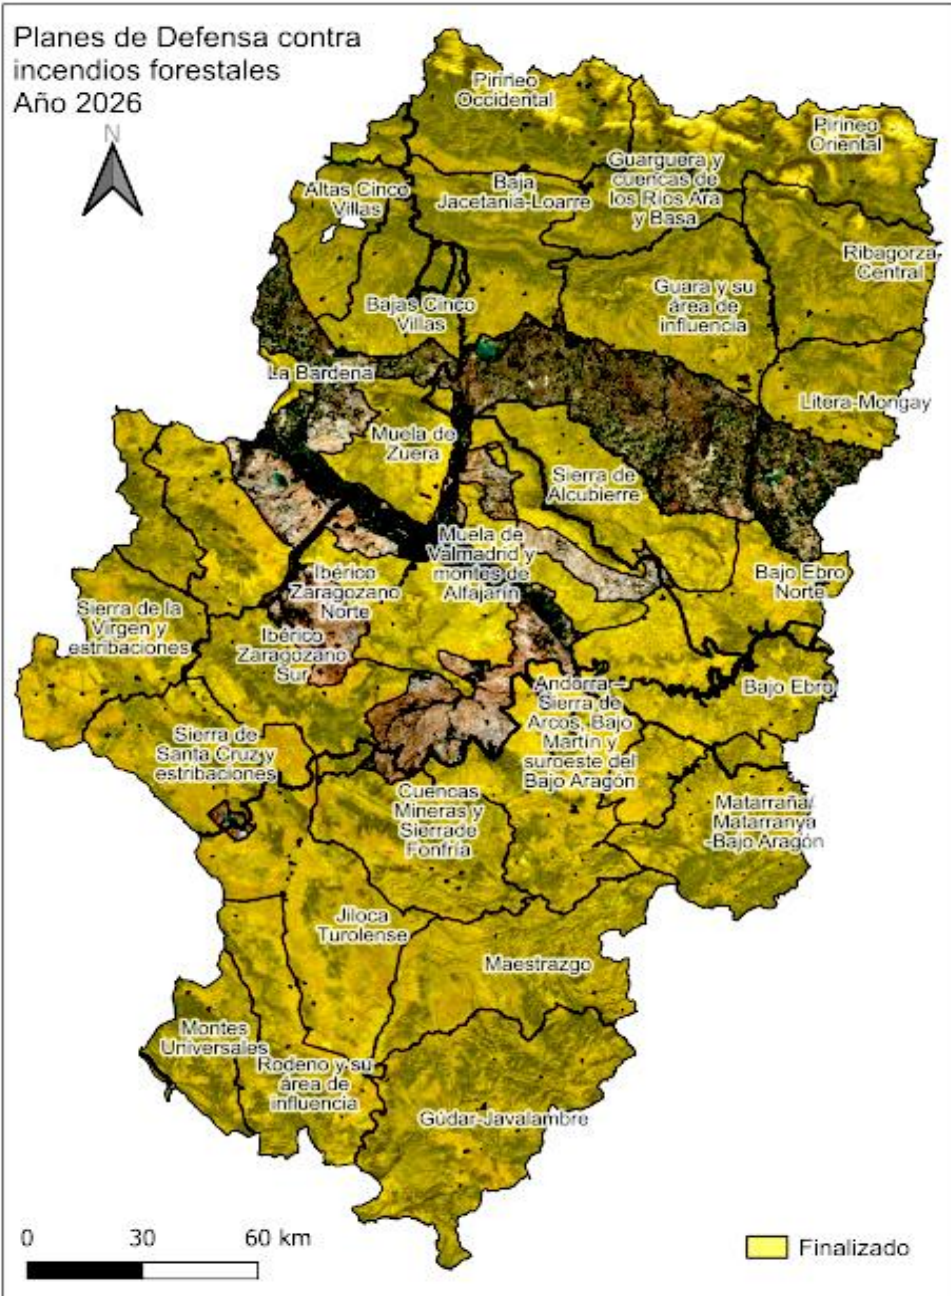 Planes de Defensa contra
incendios forestales
Año 2026
N
Pirineo
Occidental
Pirineo
Oriental
Guarguera y
cuencas de
los Ríos Ara
y Basa
Altas Cinco
Villas
Baja
Jacetania-Loarre
Ribagorza
Central
Guara y su
área de
influencia
Bajas Cinco
Villas
La Bardena
Litera-Mongay
Muela de
Zuera
Sierra de
Alcubierre
Muela de
Valmadrid y
montes de
Alfajarín
Ibérico
Zaragozano
Norte
Bajo Ebro
Norte
Sierra de la
Virgen y
estribaciones
Ibérico
Zaragozano
Sur
Bajo Ebro
Andorra –
Sierra de
Arcos, Bajo
Martín y
suroeste del
Bajo Aragón
Sierra de
Santa Cruz y
estribaciones
Cuencas
Mineras y
Sierra de
Fonfría
Matarraña/
Matarranya
-Bajo Aragón
Jiloca
Turolense
Maestrazgo
Montes
Universales
Rodeno y su
área de
influencia
Gúdar-Javalambre
0 30 60 km
Finalizado